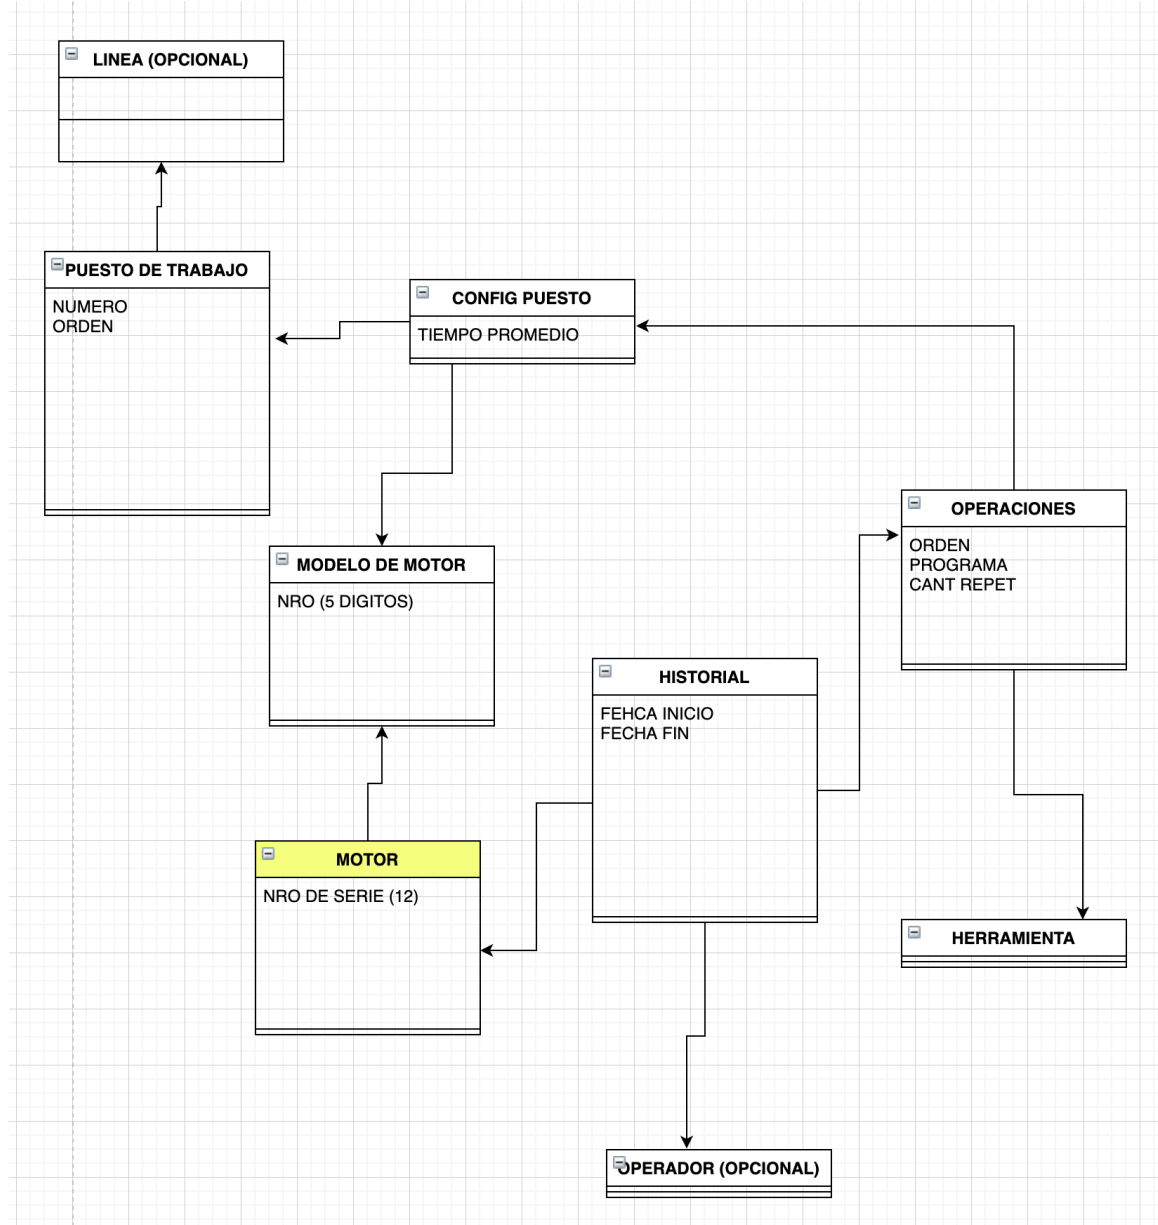 LINEA (OPCIONAL)
PUESTO DE TRABAJO
NUMERO
ORDEN
CONFIG PUESTO
TIEMPO PROMEDIO
OPERACIONES
ORDEN
PROGRAMA
CANT REPET
MODELO DE MOTOR
NRO (5 DIGITOS)
HISTORIAL
FEHCA INICIO
FECHA FIN
MOTOR
NRO DE SERIE (12)
HERRAMIENTA
OPERADOR (OPCIONAL)